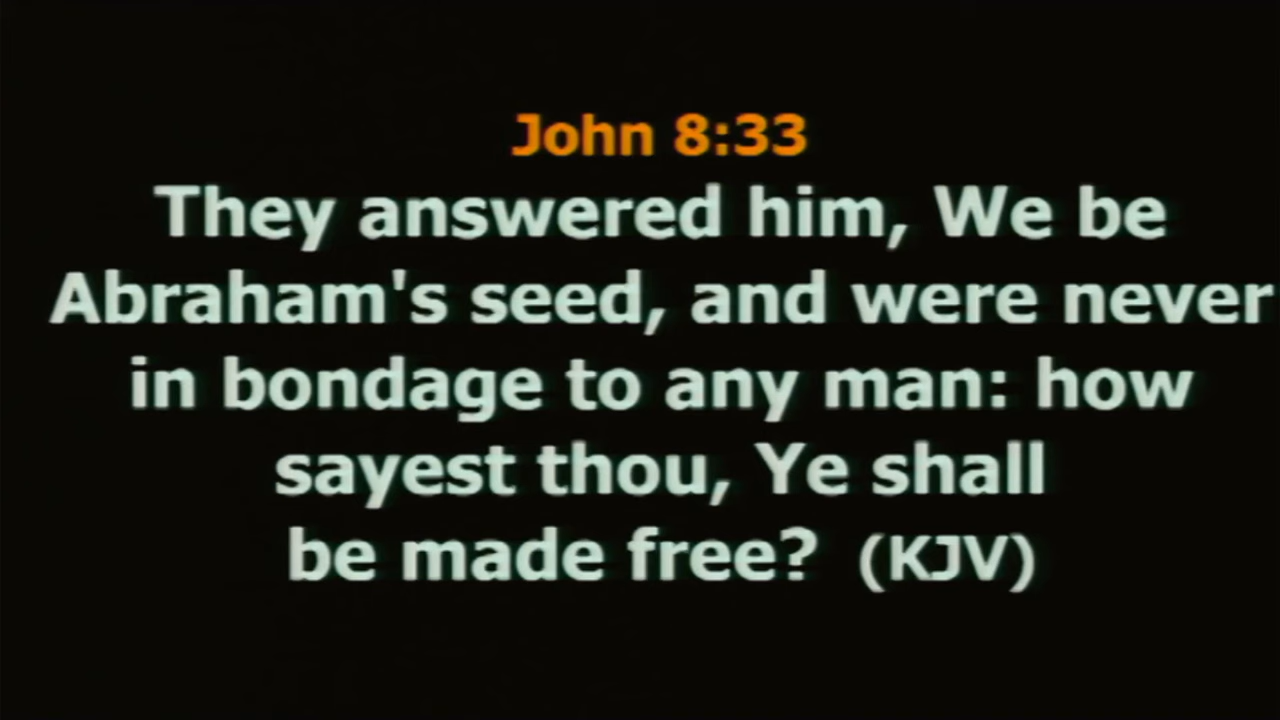 John 8:33
They answered him, We be
Abraham's seed, and were never
in bondage to any man: how
sayest thou, Ye shall
be made free? (KJV)